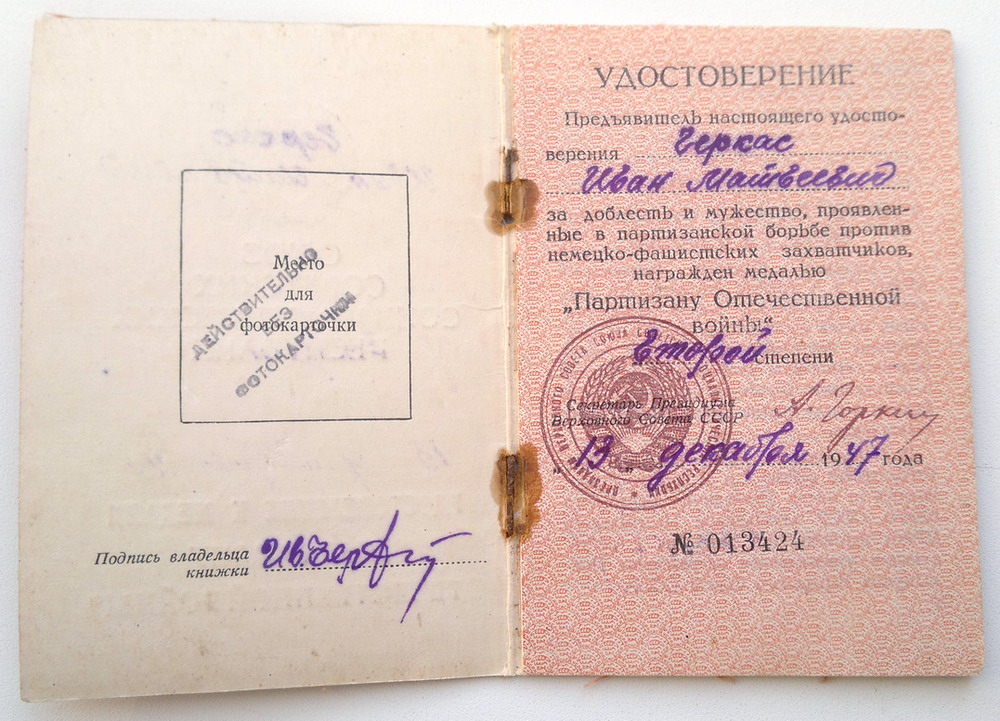 Место
для
фотокарточки
ДЕЙСТВИТЕЛЬНО
БЕЗ
ФОТОКАРТОЧКИ
Подпись владельца
книжки
УДОСТОВЕРЕНИЕ
Предъявитель настоящего удосто-
верения Черкас
Иван Матвеевич
за доблесть и мужество, проявлен-
ные в партизанской борьбе против
немецко-фашистских захватчиков,
награжден медалью
„Партизану Отечественной
войны“
Второй степени
Секретарь Президиума
Верховного Совета СССР А. Горкин
„13„ декабря 1947 года
№ 013424